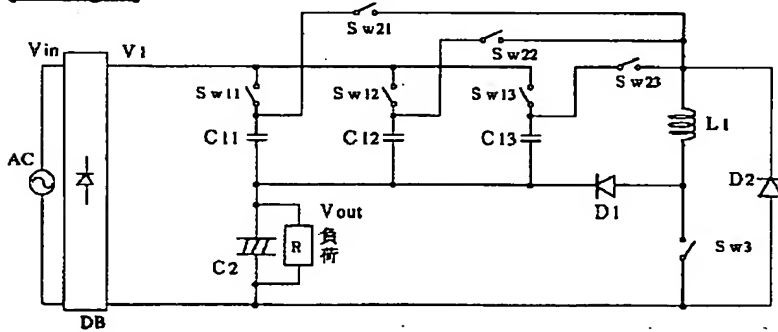 Sw21
Vin
V1
Sw22
Sw11
Sw12
Sw13
Sw23
C11
C12
C13
L1
AC
D1
D2
Vout
負荷
C2
R
Sw3
DB